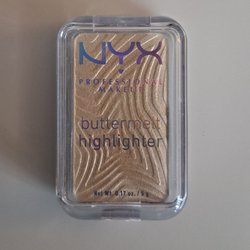 NYX
PROFESSIONAL
MAKEUP
buttermelt
highlighter
Net Wt. 0.17 oz. / 5 g